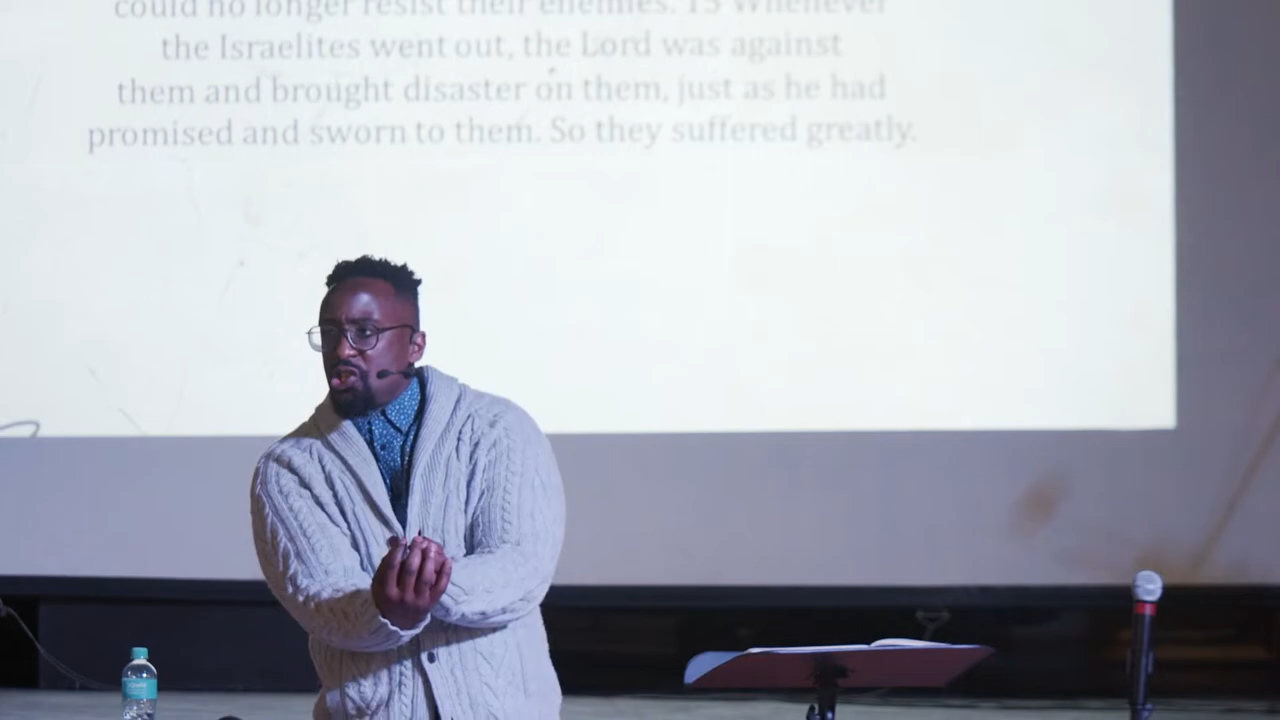 could no longer resist their enemies. 15 Whenever
the Israelites went out, the Lord was against
them and brought disaster on them, just as he had
promised and sworn to them. So they suffered greatly.